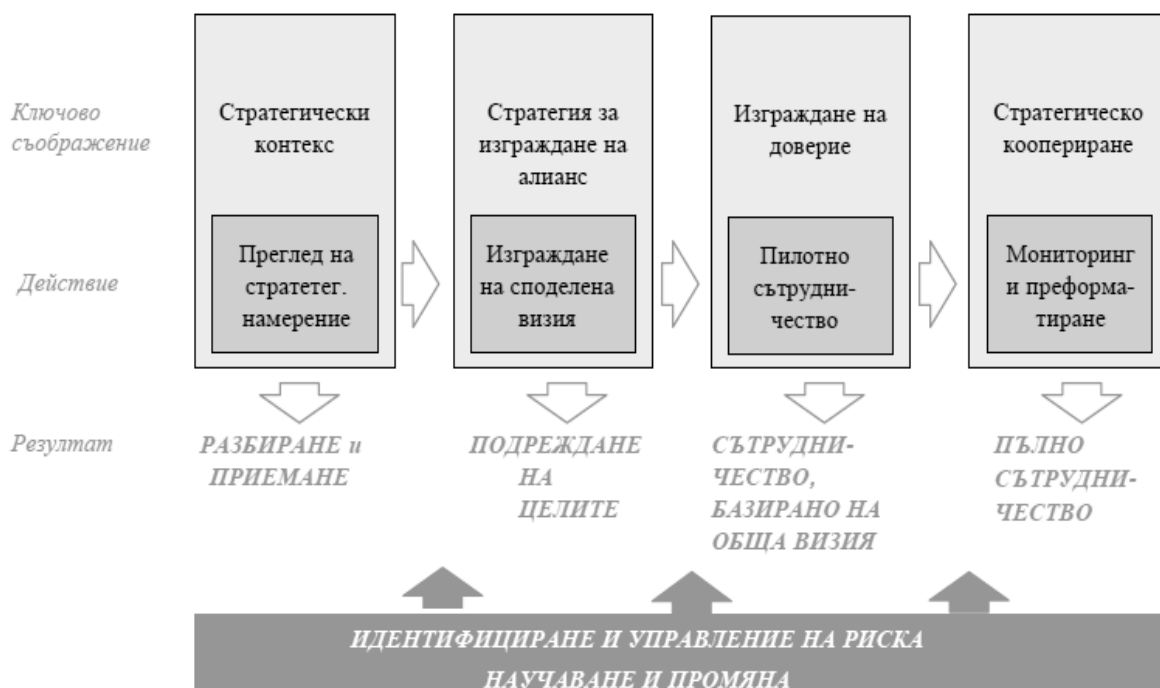 Ключово
съображение
Стратегически
контекс
Стратегия за
изграждане на
алианс
Изграждане на
доверие
Стратегическо
коопериране
Действие
Преглед на
стратетег.
намерение
Изграждане
на споделена
визия
Пилотно
сътрудни-
чество
Мониторинг
и преформа-
тиране
Резултат
РАЗБИРАНЕ и
ПРИЕМАНЕ
ПОДРЕЖДАНЕ
НА
ЦЕЛИТЕ
СЪТРУДНИ-
ЧЕСТВО,
БАЗИРАНО НА
ОБЩА ВИЗИЯ
ПЪЛНО
СЪТРУДНИ-
ЧЕСТВО
ИДЕНТИФИЦИРАНЕ И УПРАВЛЕНИЕ НА РИСКА
НАУЧАВАНЕ И ПРОМЯНА